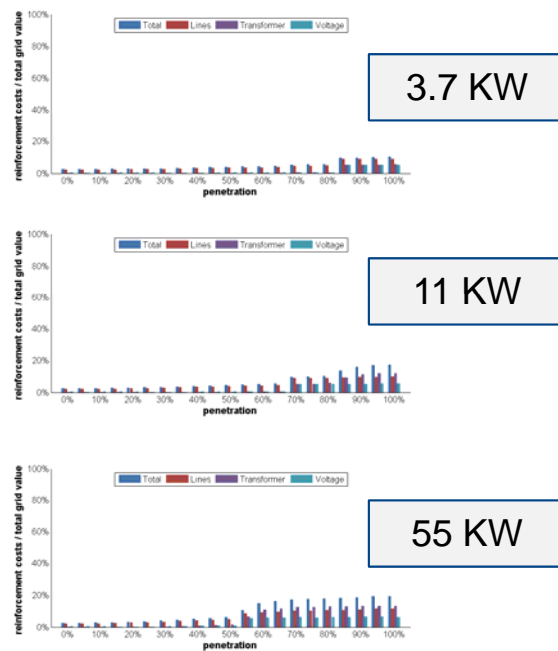 reinforcement costs / total grid value
100%
80%
60%
40%
20%
0%
Total Lines Transformer Voltage
0% 10% 20% 30% 40% 50% 60% 70% 80% 90% 100%
penetration
3.7 KW
reinforcement costs / total grid value
100%
80%
60%
40%
20%
0%
Total Lines Transformer Voltage
0% 10% 20% 30% 40% 50% 60% 70% 80% 90% 100%
penetration
11 KW
reinforcement costs / total grid value
100%
80%
60%
40%
20%
0%
Total Lines Transformer Voltage
0% 10% 20% 30% 40% 50% 60% 70% 80% 90% 100%
penetration
55 KW